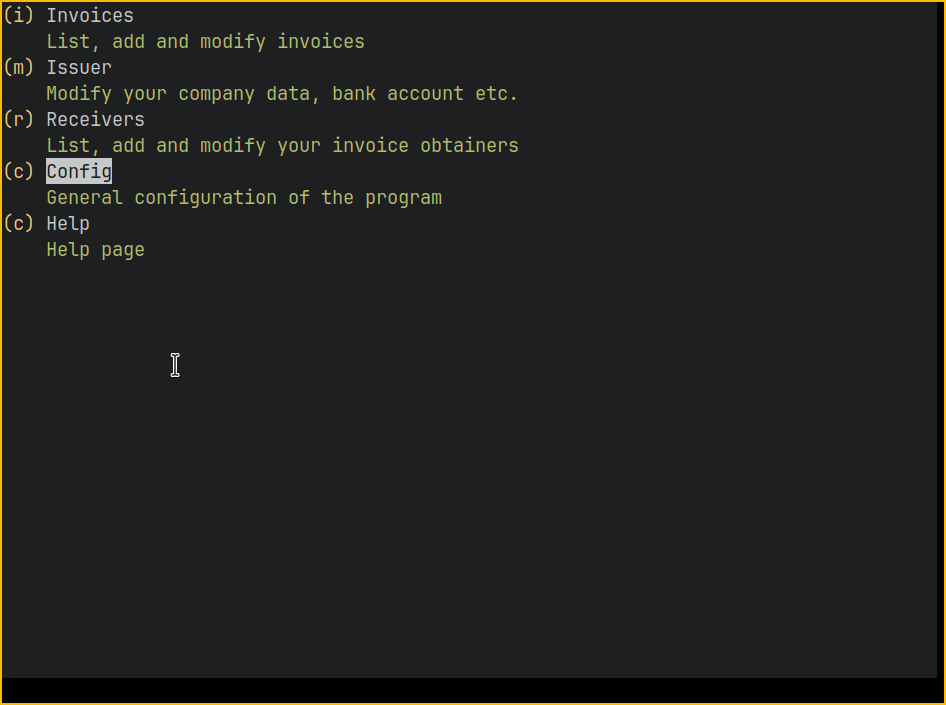 (i) Invoices
List, add and modify invoices
(m) Issuer
Modify your company data, bank account etc.
(r) Receivers
List, add and modify your invoice obtainers
(c) Config
General configuration of the program
(c) Help
Help page